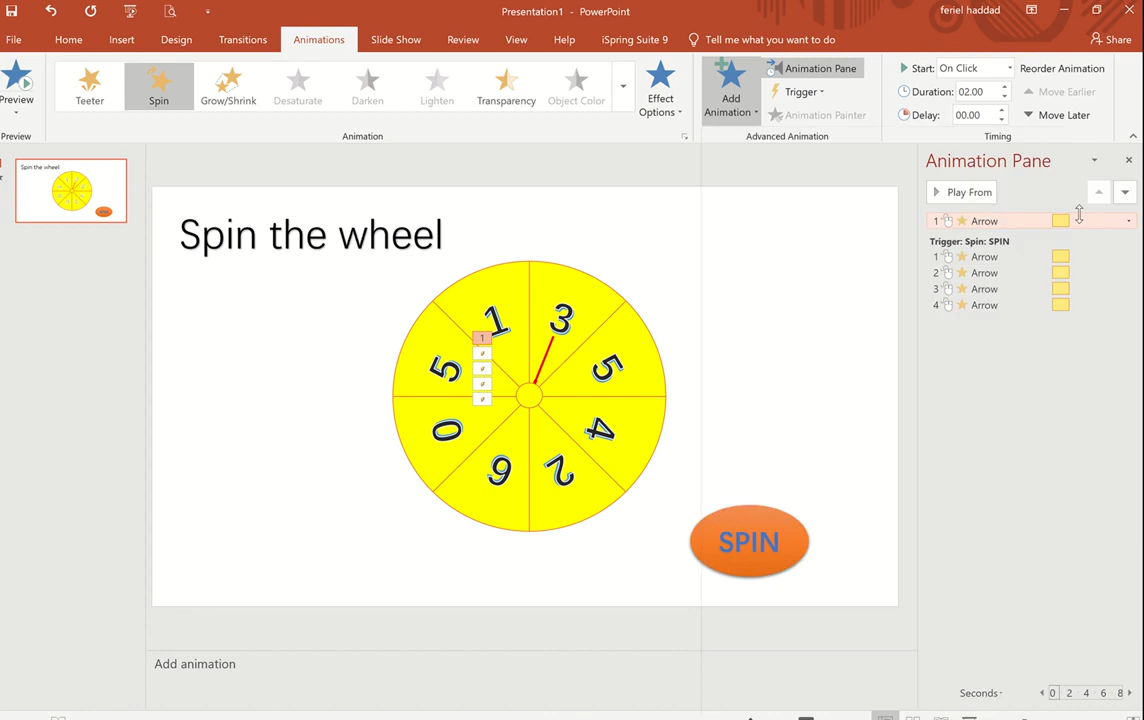 Presentation1 - PowerPoint
feriel haddad
File Home Insert Design Transitions Animations Slide Show Review View Help iSpring Suite 9 Tell me what you want to do Share
Preview
Teeter Spin Grow/Shrink Desaturate Darken Lighten Transparency Object Color
Effect Options
Add Animation
Animation Pane
Trigger
Animation Painter
Start: On Click
Duration: 02.00
Delay: 00.00
Reorder Animation
Move Earlier
Move Later
Preview Animation Advanced Animation Timing
Spin the wheel
SPIN
Spin the wheel
1 3
5 5
0 4
6 2
1
SPIN
Add animation
Animation Pane
Play From
1 Arrow
Trigger: Spin: SPIN
1 Arrow
2 Arrow
3 Arrow
4 Arrow
Seconds 0 2 4 6 8